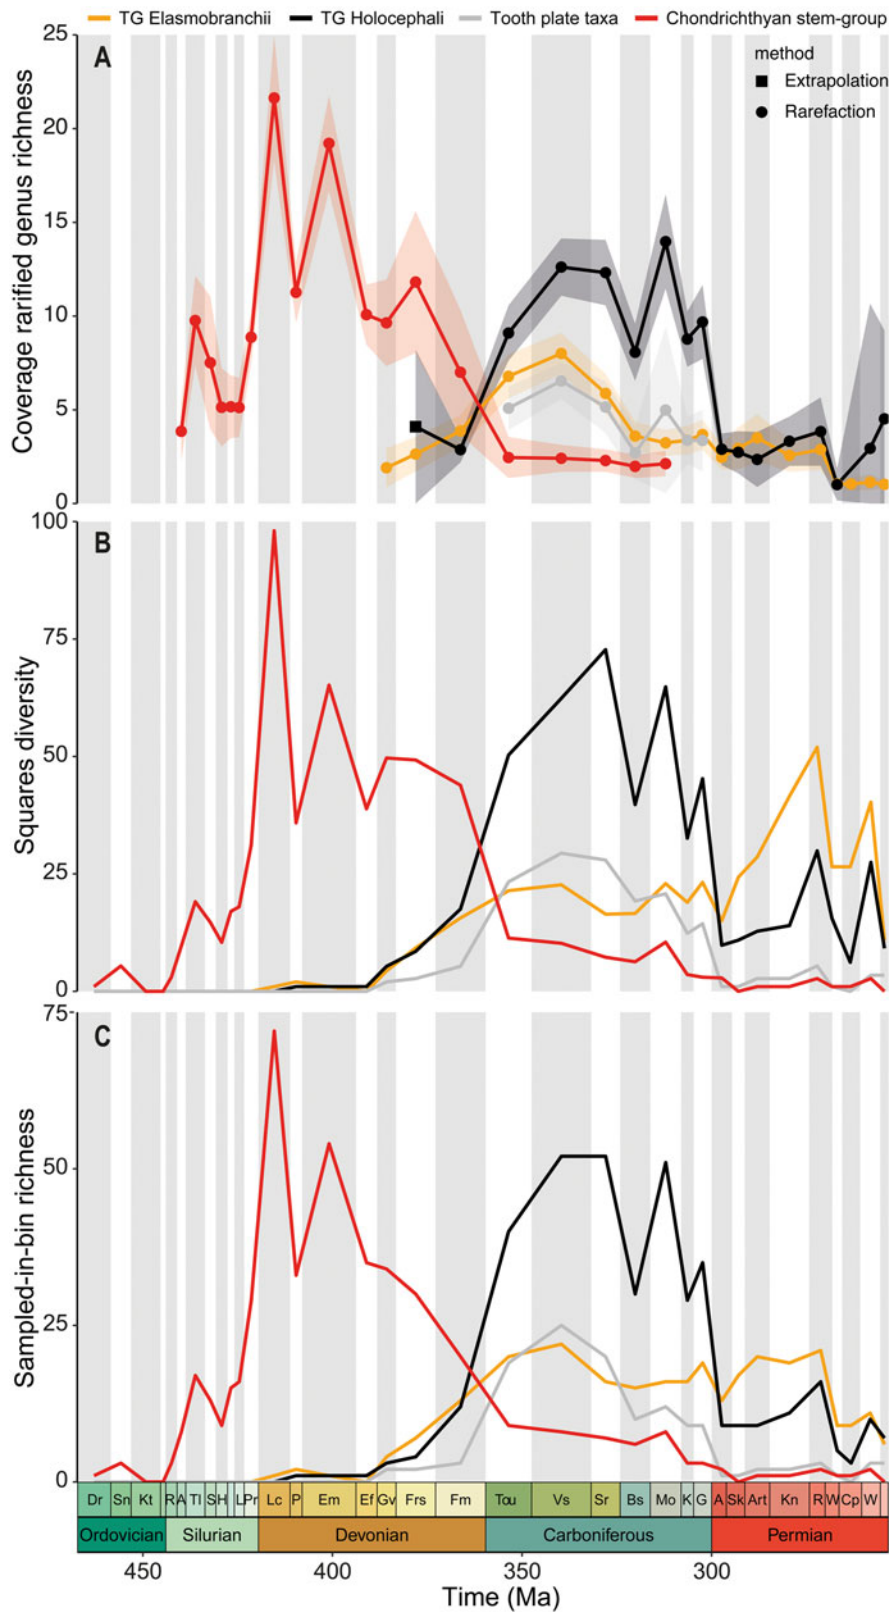 TG Elasmobranchii TG Holocephali Tooth plate taxa Chondrichthyan stem-group
A
method
Extrapolation
Rarefaction
Coverage rarified genus richness
25
20
15
10
5
0
B
Squares diversity
100
75
50
25
0
C
Sampled-in-bin richness
75
50
25
0
Dr Sn Kt R A Tl S H L Pr Lc P Em Ef Gv Frs Fm Tou Vs Sr Bs Mo K G A Sk Art Kn R W Cp W
Ordovician Silurian Devonian Carboniferous Permian
450 400 350 300
Time (Ma)